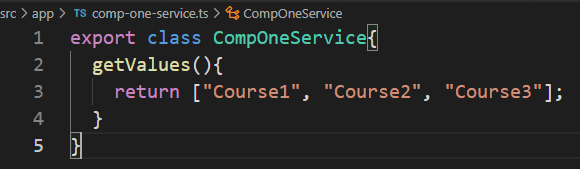 src > app > TS comp-one-service.ts > CompOneService
1 export class CompOneService{
2 getValues(){
3 return ["Course1", "Course2", "Course3"];
4 }
5 }